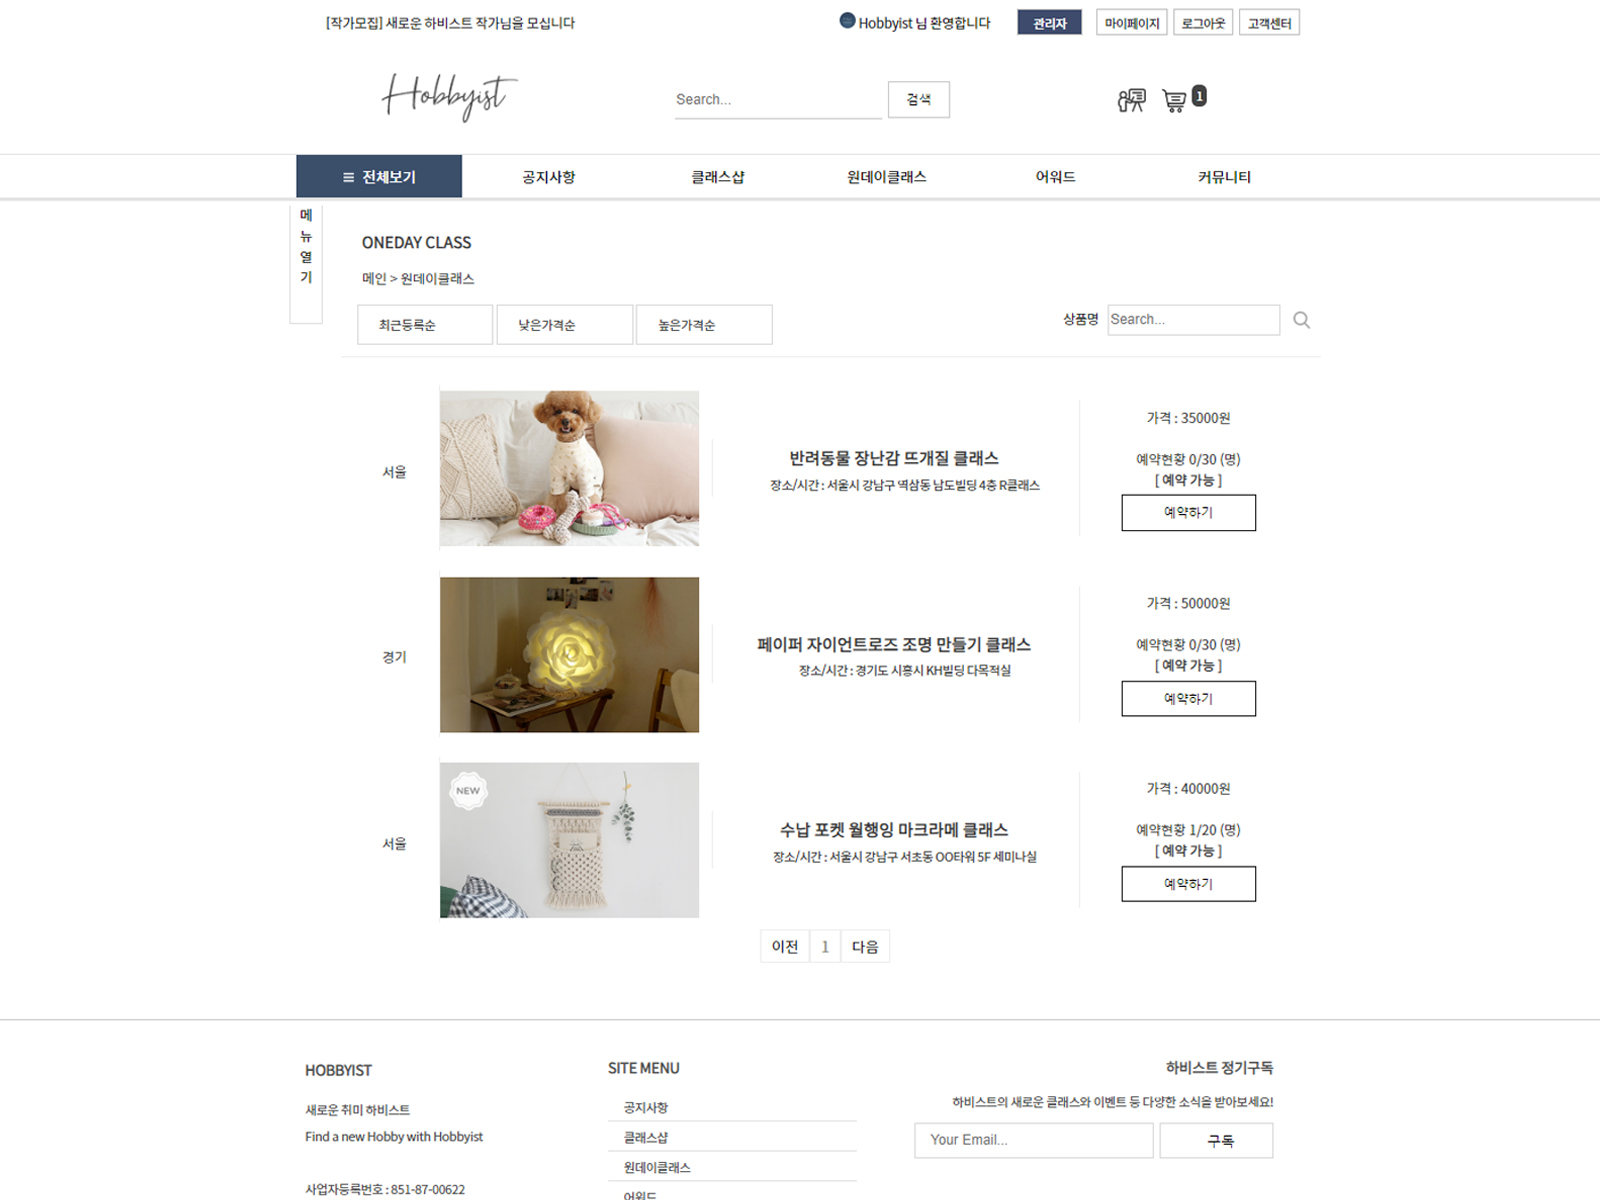 [작가모집] 새로운 하비스트 작가님을 모십니다
Hobbyist 님 환영합니다
관리자
마이페이지
로그아웃
고객센터
Hobbyist
Search...
검색
1
≡ 전체보기
공지사항
클래스샵
원데이클래스
어워드
커뮤니티
메
뉴
열
기
ONEDAY CLASS
메인 > 원데이클래스
최근등록순
낮은가격순
높은가격순
상품명
Search...
서울
반려동물 장난감 뜨개질 클래스
장소/시간 : 서울시 강남구 역삼동 남도빌딩 4층 R클래스
가격 : 35000원
예약현황 0/30 (명)
[ 예약 가능 ]
예약하기
경기
페이퍼 자이언트로즈 조명 만들기 클래스
장소/시간 : 경기도 시흥시 KH빌딩 다목적실
가격 : 50000원
예약현황 0/30 (명)
[ 예약 가능 ]
예약하기
서울
NEW
수납 포켓 월행잉 마크라메 클래스
장소/시간 : 서울시 강남구 서초동 OO타워 5F 세미나실
가격 : 40000원
예약현황 1/20 (명)
[ 예약 가능 ]
예약하기
이전
1
다음
HOBBYIST
새로운 취미 하비스트
Find a new Hobby with Hobbyist
사업자등록번호 : 851-87-00622
SITE MENU
공지사항
클래스샵
원데이클래스
어워드
하비스트 정기구독
하비스트의 새로운 클래스와 이벤트 등 다양한 소식을 받아보세요!
Your Email...
구독